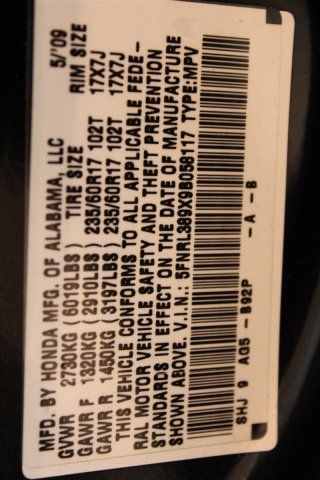 MFD. BY HONDA MFG. OF ALABAMA, LLC 5/'09
GVWR 2730KG(6019LBS) TIRE SIZE RIM SIZE
GAWR F 1320KG(2910LBS) 235/60R17 102T 17X7J
GAWR R 1450KG(3197LBS) 235/60R17 102T 17X7J
THIS VEHICLE CONFORMS TO ALL APPLICABLE FEDE-
RAL MOTOR VEHICLE SAFETY AND THEFT PREVENTION
STANDARDS IN EFFECT ON THE DATE OF MANUFACTURE
SHOWN ABOVE. V.I.N.: 5FNRL389X9B058117 TYPE:MPV
SHJ 9 AG5 - B92P - A - B